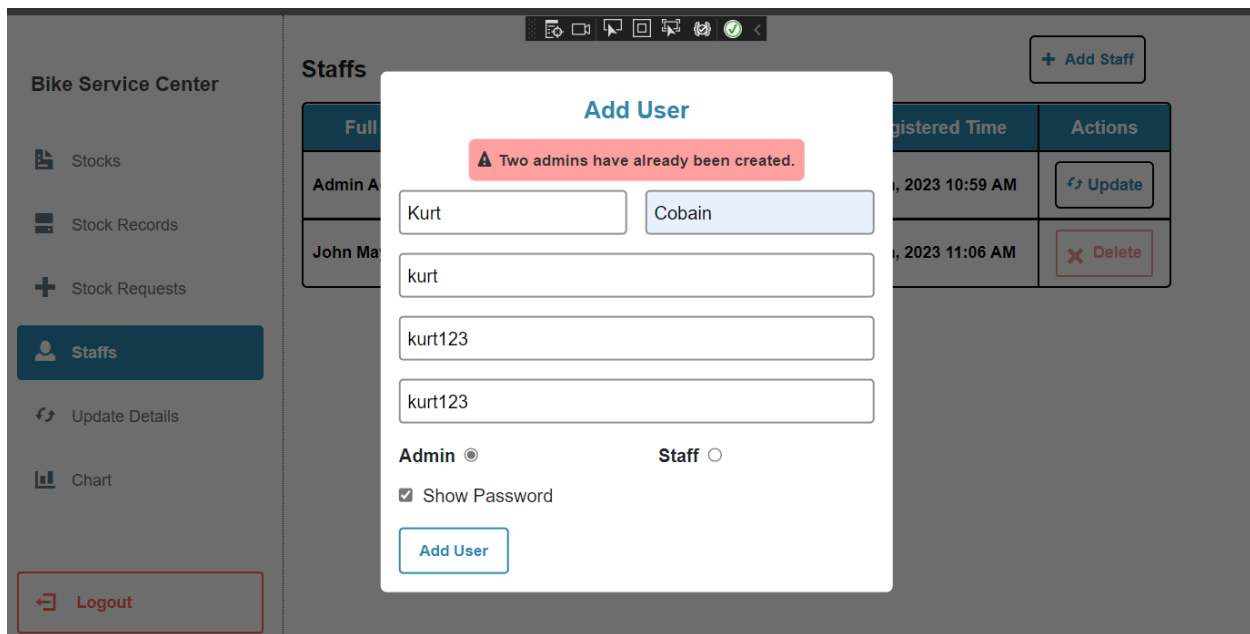 Bike Service Center
Stocks
Stock Records
Stock Requests
Staffs
Update Details
Chart
Logout
Staffs
+ Add Staff
Full
gistered Time
Actions
Admin A
, 2023 10:59 AM
Update
John Ma
, 2023 11:06 AM
Delete
Add User
Two admins have already been created.
Kurt
Cobain
kurt
kurt123
kurt123
Admin
Staff
Show Password
Add User